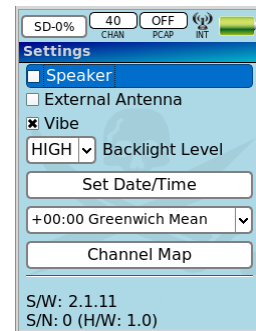 SD-0% 40 OFF
CHAN PCAP INT
Settings
Speaker
External Antenna
Vibe
HIGH Backlight Level
Set Date/Time
+00:00 Greenwich Mean
Channel Map
S/W: 2.1.11
S/N: 0 (H/W: 1.0)